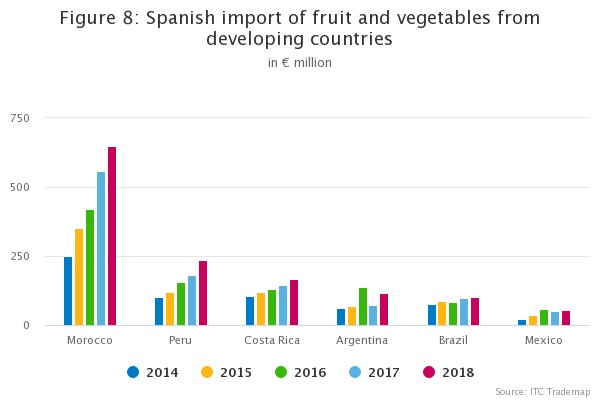 Figure 8: Spanish import of fruit and vegetables from
developing countries
in € million
750
500
250
0
Morocco Peru Costa Rica Argentina Brazil Mexico
2014 2015 2016 2017 2018
Source: ITC Trademap